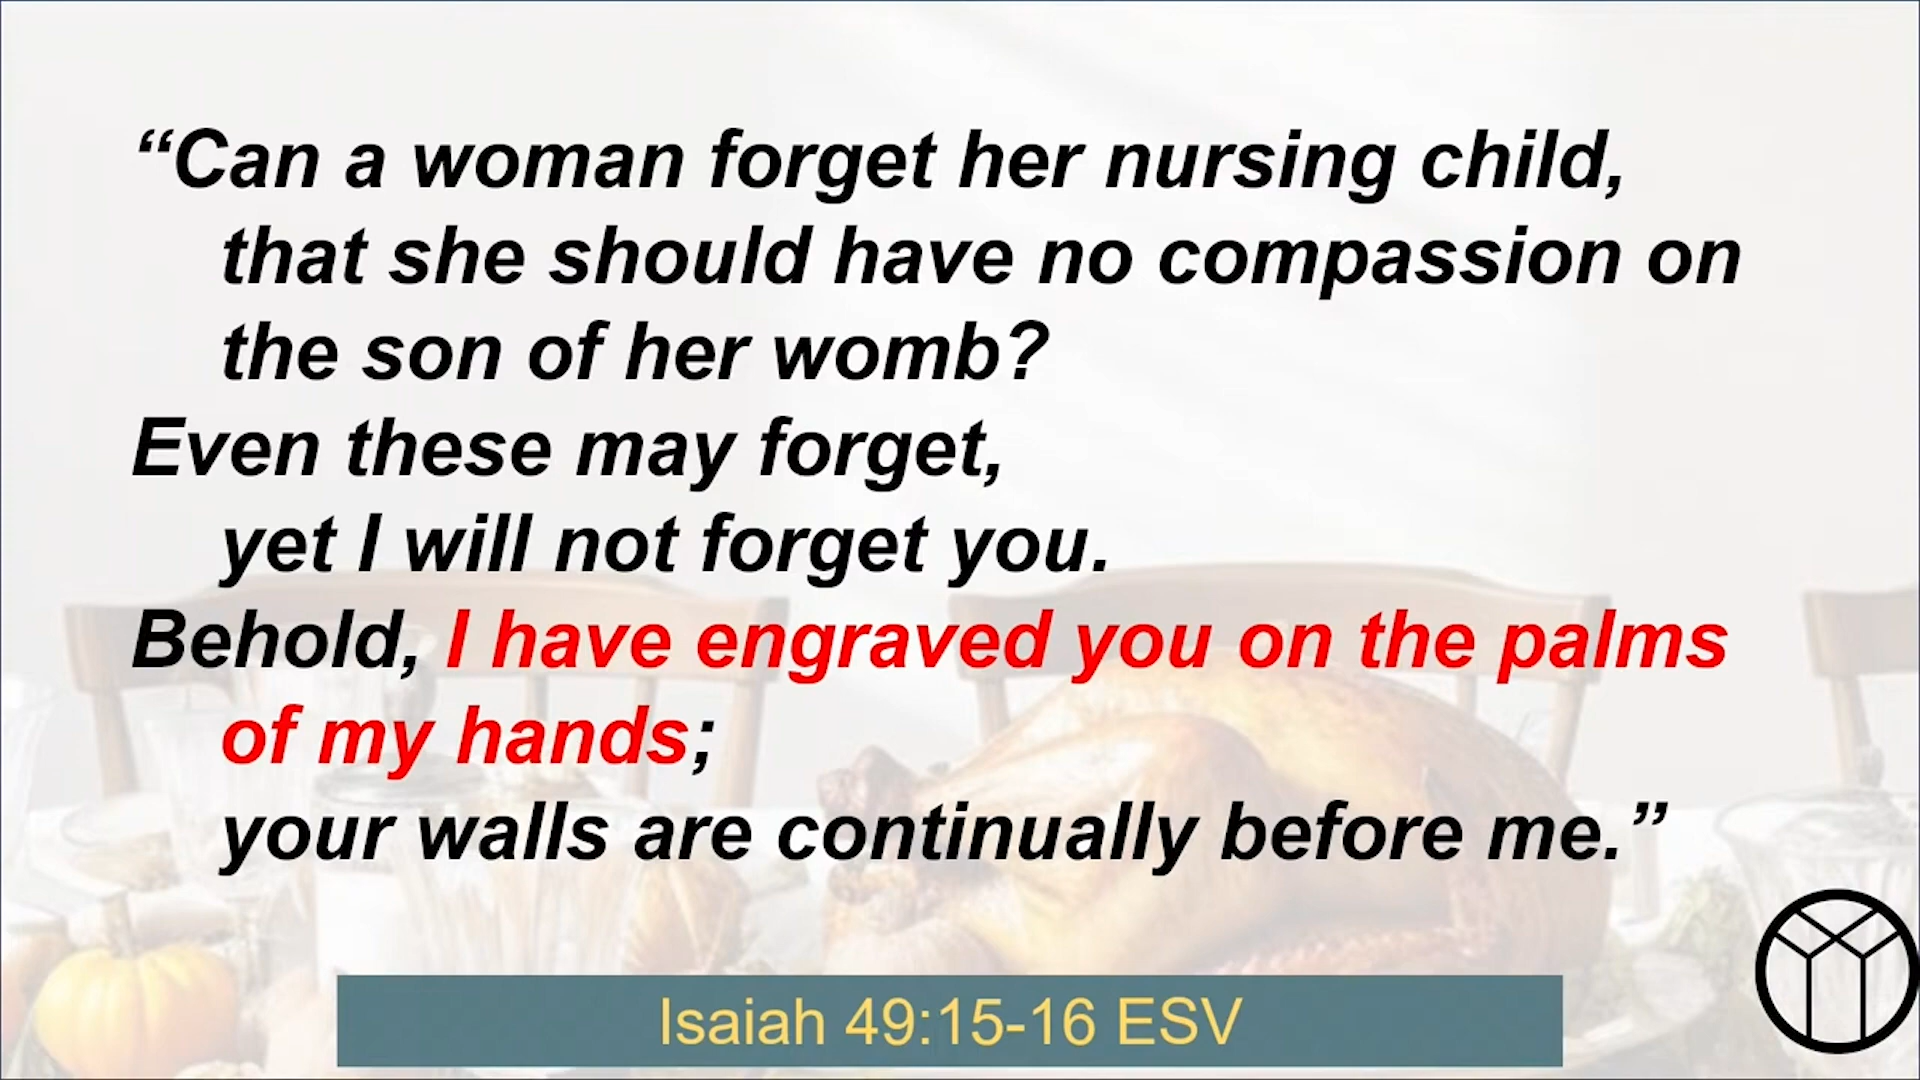 “Can a woman forget her nursing child,
that she should have no compassion on
the son of her womb?
Even these may forget,
yet I will not forget you.
Behold, I have engraved you on the palms
of my hands;
your walls are continually before me.”
Isaiah 49:15-16 ESV